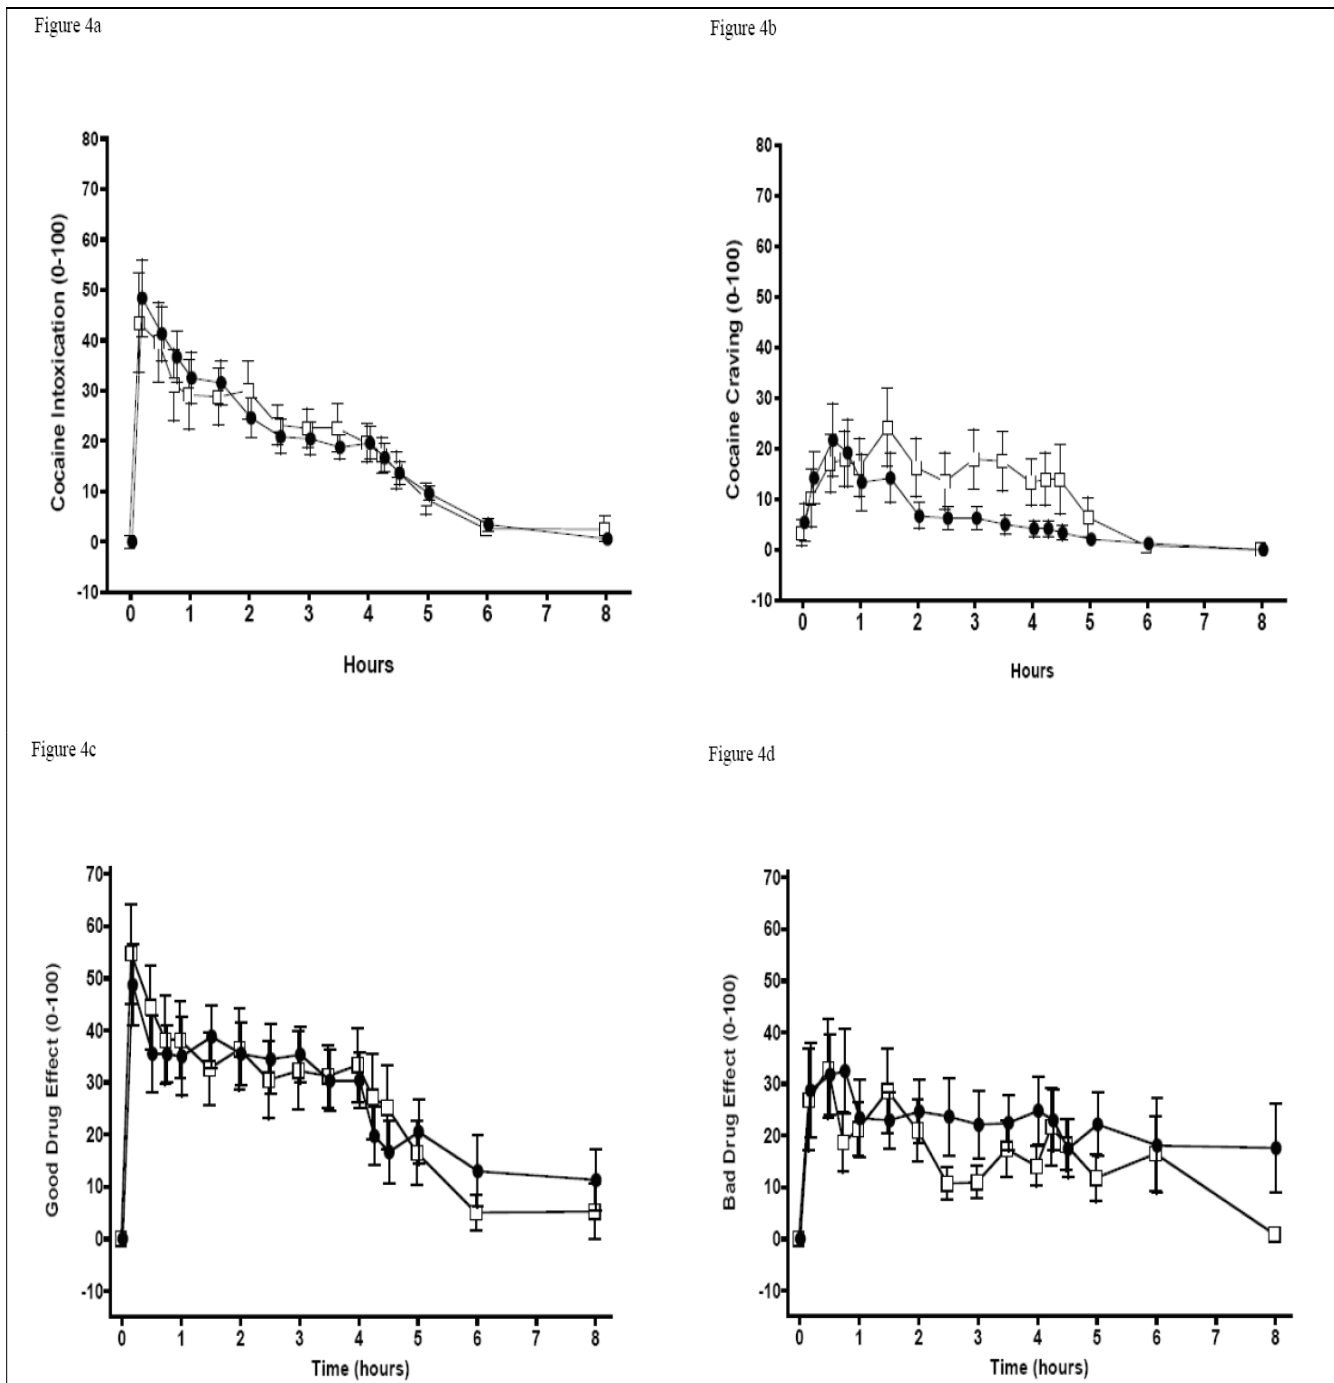 Figure 4a
Figure 4b
Cocaine Intoxication (0-100)
80
70
60
50
40
30
20
10
0
-10
0 1 2 3 4 5 6 7 8
Hours
Cocaine Craving (0-100)
80
70
60
50
40
30
20
10
0
-10
0 1 2 3 4 5 6 7 8
Hours
Figure 4c
Figure 4d
Good Drug Effect (0-100)
70
60
50
40
30
20
10
0
-10
0 1 2 3 4 5 6 7 8
Time (hours)
Bad Drug Effect (0-100)
70
60
50
40
30
20
10
0
-10
0 1 2 3 4 5 6 7 8
Time (hours)